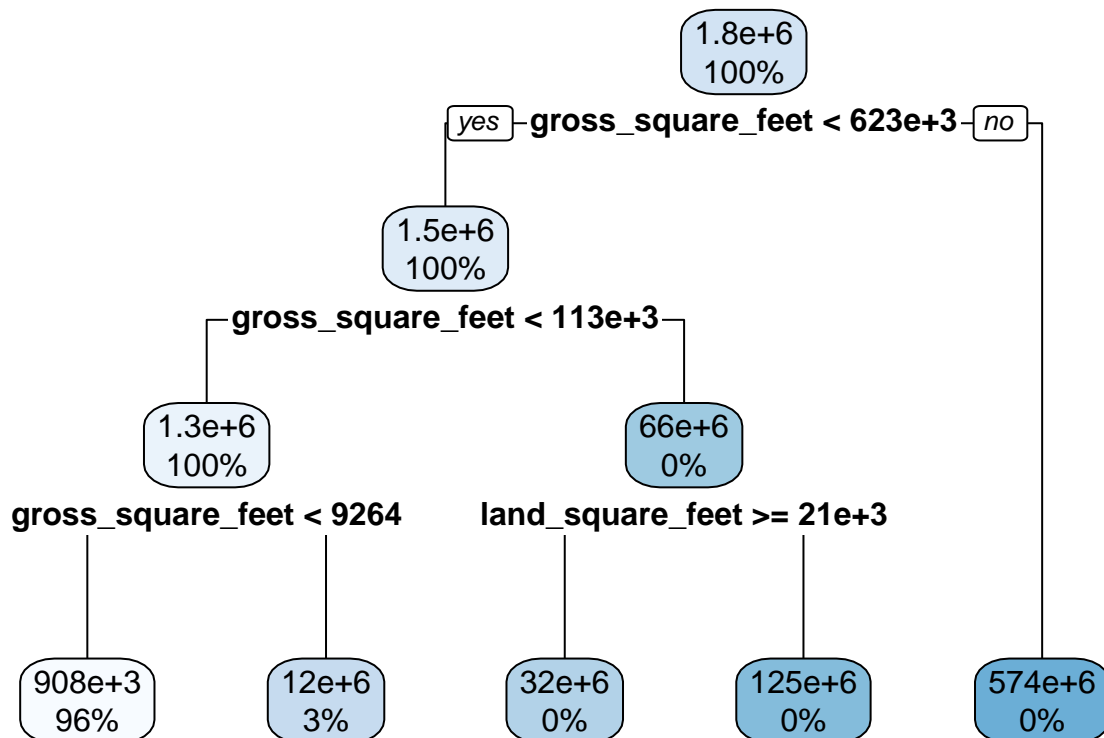 1.8e+6
100%
yes gross_square_feet < 623e+3 no
1.5e+6
100%
gross_square_feet < 113e+3
1.3e+6
100%
66e+6
0%
gross_square_feet < 9264
land_square_feet >= 21e+3
908e+3
96%
12e+6
3%
32e+6
0%
125e+6
0%
574e+6
0%